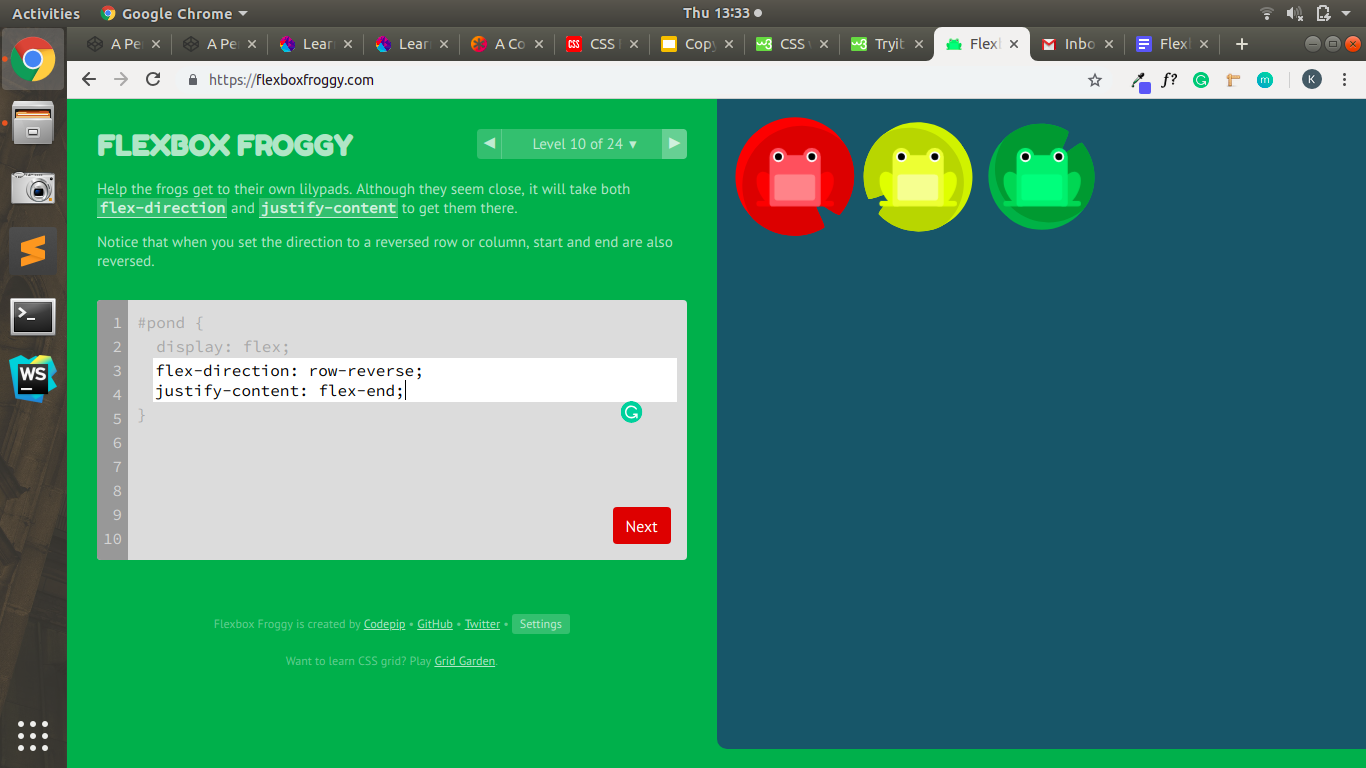 Activities Google Chrome Thu 13:33
A Pe A Pe Learn Learn A Co CSS Copy CSS Tryit Flex Inbo Flex
https://flexboxfroggy.com f? K
FLEXBOX FROGGY
◀ Level 10 of 24 ▾ ▶
Help the frogs get to their own lilypads. Although they seem close, it will take both
flex-direction and justify-content to get them there.
Notice that when you set the direction to a reversed row or column, start and end are also
reversed.
1 #pond {
2 display: flex;
3 flex-direction: row-reverse;
4 justify-content: flex-end;
5 }
6
7
8
9
10
Next
Flexbox Froggy is created by Codepip • GitHub • Twitter • Settings
Want to learn CSS grid? Play Grid Garden.
WS